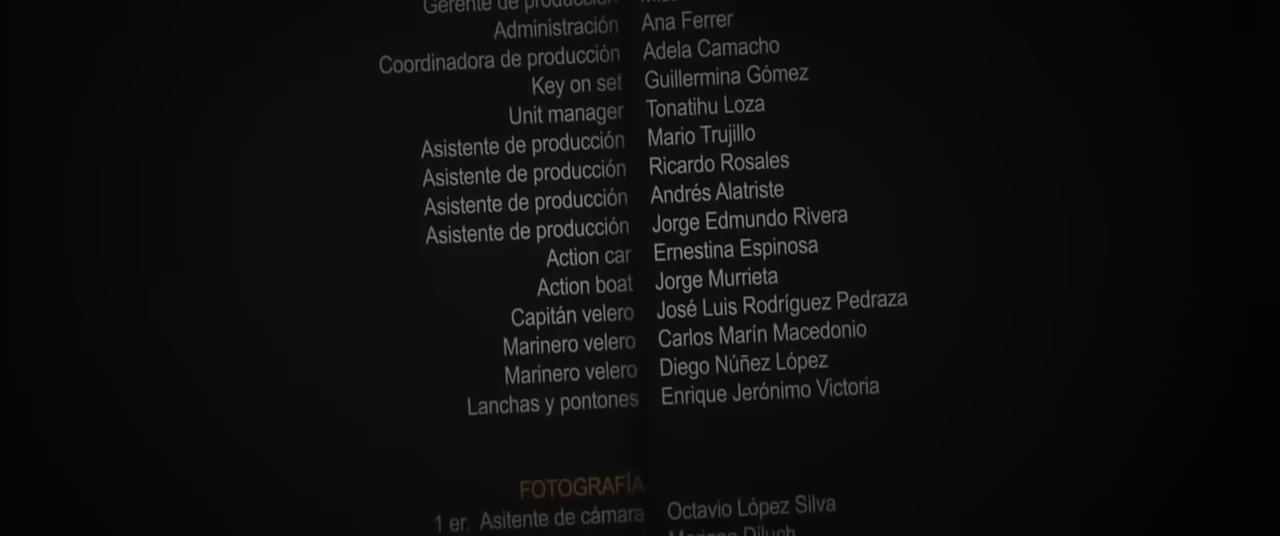 Gerente de producción
Administración Ana Ferrer
Coordinadora de producción Adela Camacho
Key on set Guillermina Gómez
Unit manager Tonatihu Loza
Asistente de producción Mario Trujillo
Asistente de producción Ricardo Rosales
Asistente de producción Andrés Alatriste
Asistente de producción Jorge Edmundo Rivera
Action car Ernestina Espinosa
Action boat Jorge Murrieta
Capitán velero José Luis Rodríguez Pedraza
Marinero velero Carlos Marín Macedonio
Marinero velero Diego Núñez López
Lanchas y pontones Enrique Jerónimo Victoria
FOTOGRAFÍA
1 er. Asitente de cámara Octavio López Silva